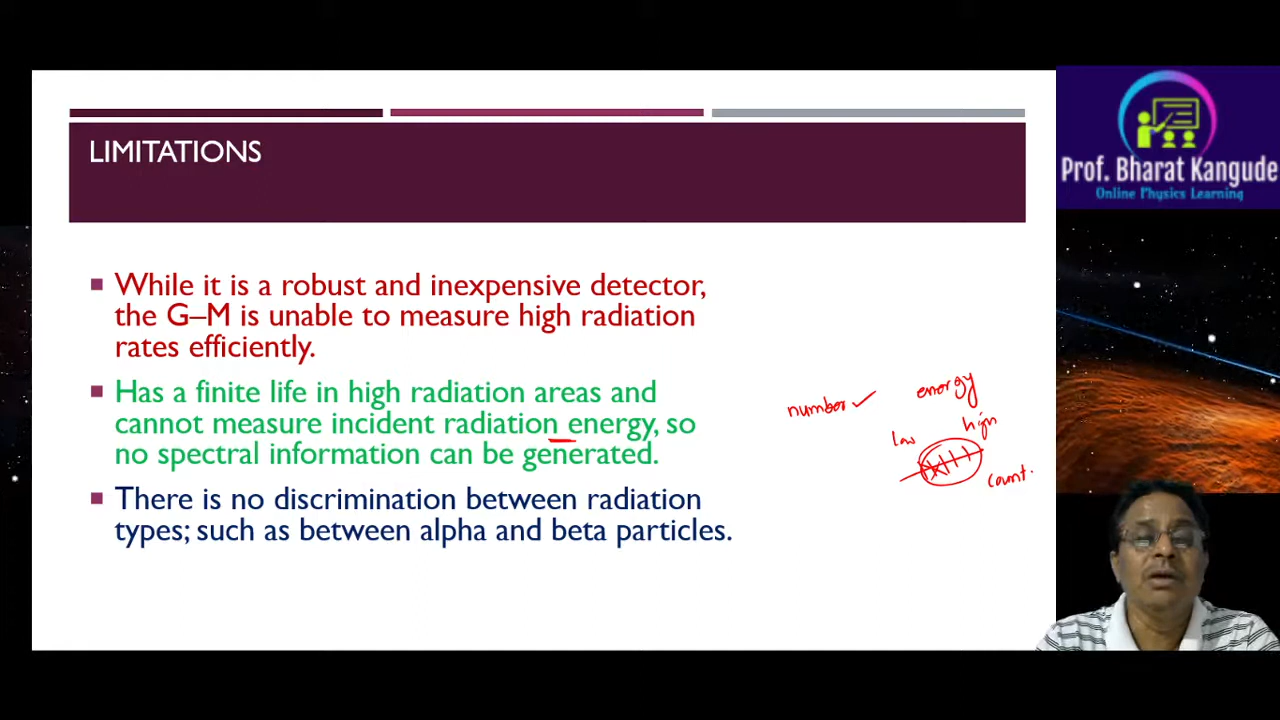 LIMITATIONS
While it is a robust and inexpensive detector,
the G–M is unable to measure high radiation
rates efficiently.
Has a finite life in high radiation areas and
cannot measure incident radiation energy, so
no spectral information can be generated.
There is no discrimination between radiation
types; such as between alpha and beta particles.
number
energy
low
high
count.
Prof. Bharat Kangude
Online Physics Learning